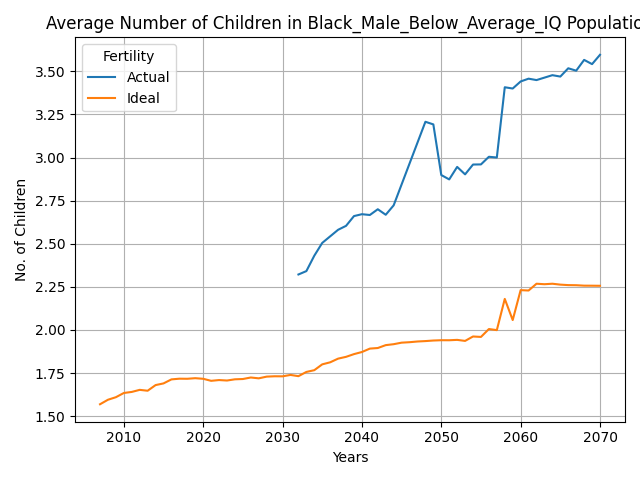 Average Number of Children in Black_Male_Below_Average_IQ Populatio
Fertility
Actual
Ideal
3.50
3.25
3.00
2.75
2.50
2.25
2.00
1.75
1.50
No. of Children
2010
2020
2030
2040
2050
2060
2070
Years